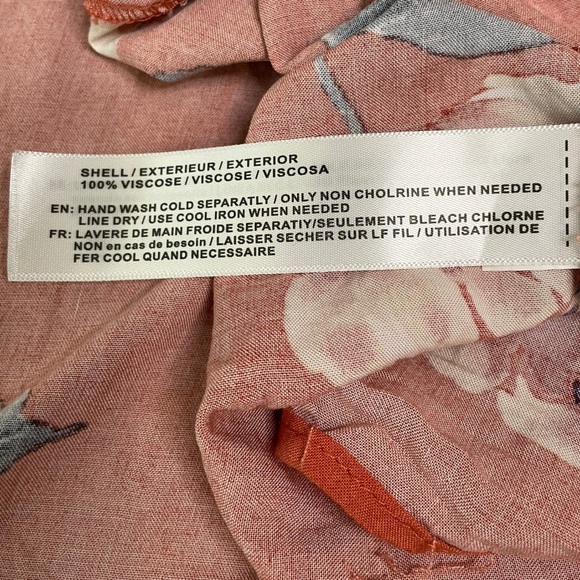 SHELL / EXTERIEUR / EXTERIOR
100% VISCOSE / VISCOSE / VISCOSA
EN: HAND WASH COLD SEPARATLY / ONLY NON CHOLRINE WHEN NEEDED
LINE DRY / USE COOL IRON WHEN NEEDED
FR: LAVERE DE MAIN FROIDE SEPARATIY/SEULEMENT BLEACH CHLORNE
NON en cas de besoin / LAISSER SECHER SUR LF FIL / UTILISATION DE
FER COOL QUAND NECESSAIRE